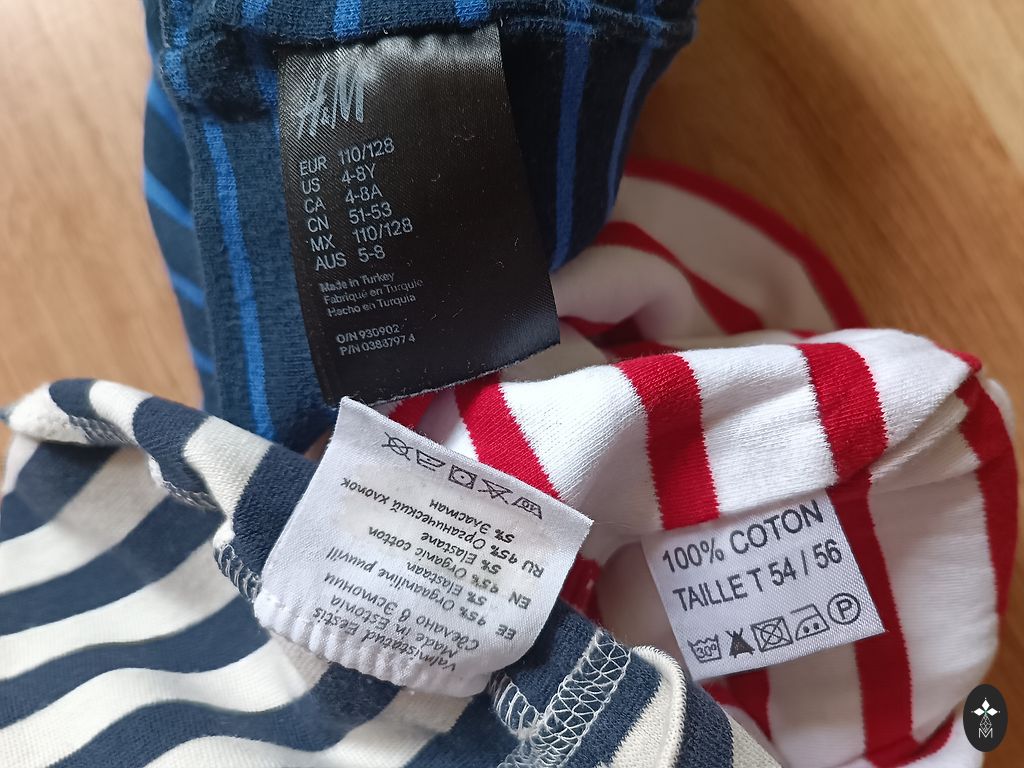 H&M
EUR 110/128
US 4-8Y
CA 4-8A
CN 51-53
MX 110/128
AUS 5-8
Made in Turkey
Fabriqué en Turquie
Hecho en Turquia
O/N 930902
P/N 0383797 4
Valmistatud Eestis
Made in Estonia
Сделано в Эстонии
EE 95% Orgaaniline puuvill
5% Elastaan
EN 95% Organic cotton
5% Elastane
RU 95% Органический хлопок
5% Эластан
40°
100% COTON
TAILLE T 54 / 56
30°
P
M